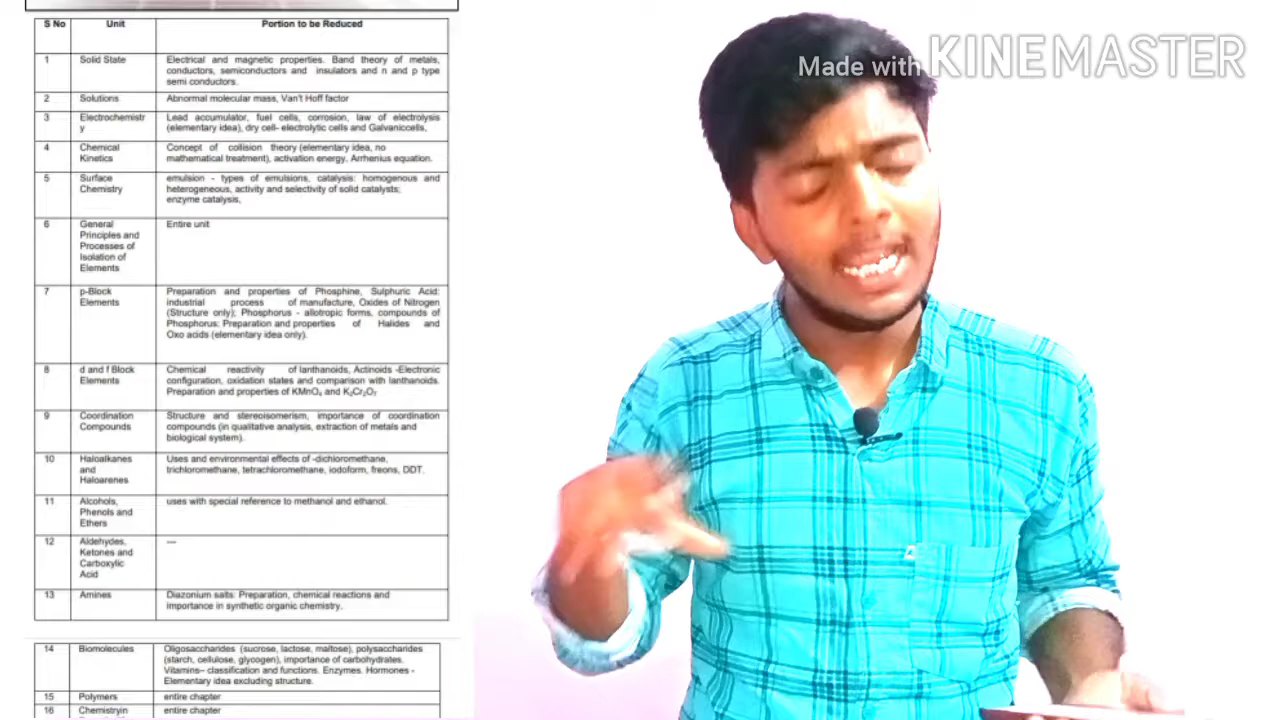 Made with KINEMASTER
S No Unit Portion to be Reduced
1 Solid State Electrical and magnetic properties. Band theory of metals,
conductors, semiconductors and insulators and n and p type
semi conductors.
2 Solutions Abnormal molecular mass, Van't Hoff factor
3 Electrochemistr Lead accumulator, fuel cells, corrosion, law of electrolysis
y (elementary idea), dry cell- electrolytic cells and Galvaniccells,
4 Chemical Concept of collision theory (elementary idea, no
Kinetics mathematical treatment), activation energy, Arrhenius equation.
5 Surface emulsion - types of emulsions, catalysis: homogenous and
Chemistry heterogeneous, activity and selectivity of solid catalysts;
enzyme catalysis,
6 General Entire unit
Principles and
Processes of
Isolation of
Elements
7 p-Block Preparation and properties of Phosphine, Sulphuric Acid:
Elements industrial process of manufacture, Oxides of Nitrogen
(Structure only); Phosphorus - allotropic forms, compounds of
Phosphorus: Preparation and properties of Halides and
Oxo acids (elementary idea only).
8 d and f Block Chemical reactivity of lanthanoids, Actinoids -Electronic
Elements configuration, oxidation states and comparison with lanthanoids.
Preparation and properties of KMnO₄ and K₂Cr₂O₇
9 Coordination Structure and stereoisomerism, importance of coordination
Compounds compounds (in qualitative analysis, extraction of metals and
biological system).
10 Haloalkanes Uses and environmental effects of -dichloromethane,
and trichloromethane, tetrachloromethane, iodoform, freons, DDT.
Haloarenes
11 Alcohols, uses with special reference to methanol and ethanol.
Phenols and
Ethers
12 Aldehydes, ---
Ketones and
Carboxylic
Acid
13 Amines Diazonium salts: Preparation, chemical reactions and
importance in synthetic organic chemistry.
14 Biomolecules Oligosaccharides (sucrose, lactose, maltose), polysaccharides
(starch, cellulose, glycogen), importance of carbohydrates.
Vitamins– classification and functions. Enzymes. Hormones -
Elementary idea excluding structure.
15 Polymers entire chapter
16 Chemistryin entire chapter